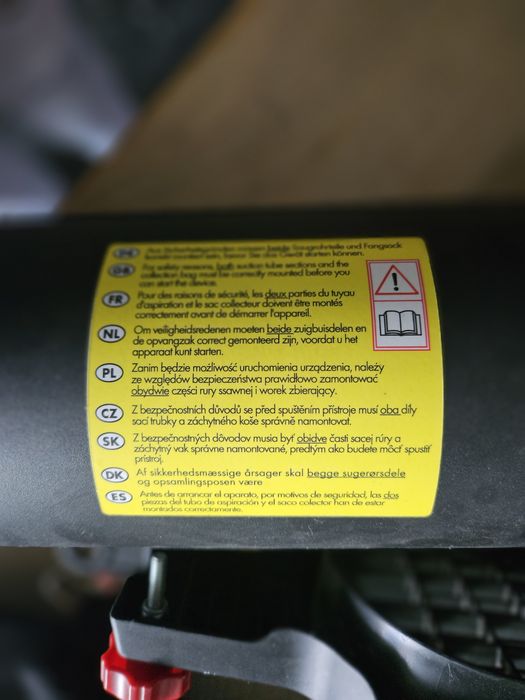 DE Aus Sicherheitsgründen müssen beide Saugrohrteile und Fangsack
korrekt montiert sein, bevor Sie das Gerät starten können.
GB For safety reasons, both suction tube sections and the
collection bag must be correctly mounted before you
can start the device.
FR Pour des raisons de sécurité, les deux parties du tuyau
d'aspiration et le sac collecteur doivent être montés
correctement avant de démarrer l'appareil.
NL Om veiligheidsredenen moeten beide zuigbuisdelen en
de opvangzak correct gemonteerd zijn, voordat u het
apparaat kunt starten.
PL Zanim będzie możliwość uruchomienia urządzenia, należy
ze względów bezpieczeństwa prawidłowo zamontować
obydwie części rury ssawnej i worek zbierający.
CZ Z bezpečnostních důvodů se před spuštěním přístroje musí oba díly
sací trubky a záchytného koše správně namontovat.
SK Z bezpečnostných dôvodov musia byť obidve časti sacej rúry a
záchytný vak správne namontované, predtým ako budete môcť spustiť
prístroj.
DK Af sikkerhedsmæssige årsager skal begge sugerørsdele
og opsamlingsposen være
ES Antes de arrancar el aparato, por motivos de seguridad, las dos
piezas del tubo de aspiración y el saco colector han de estar
montados correctamente.